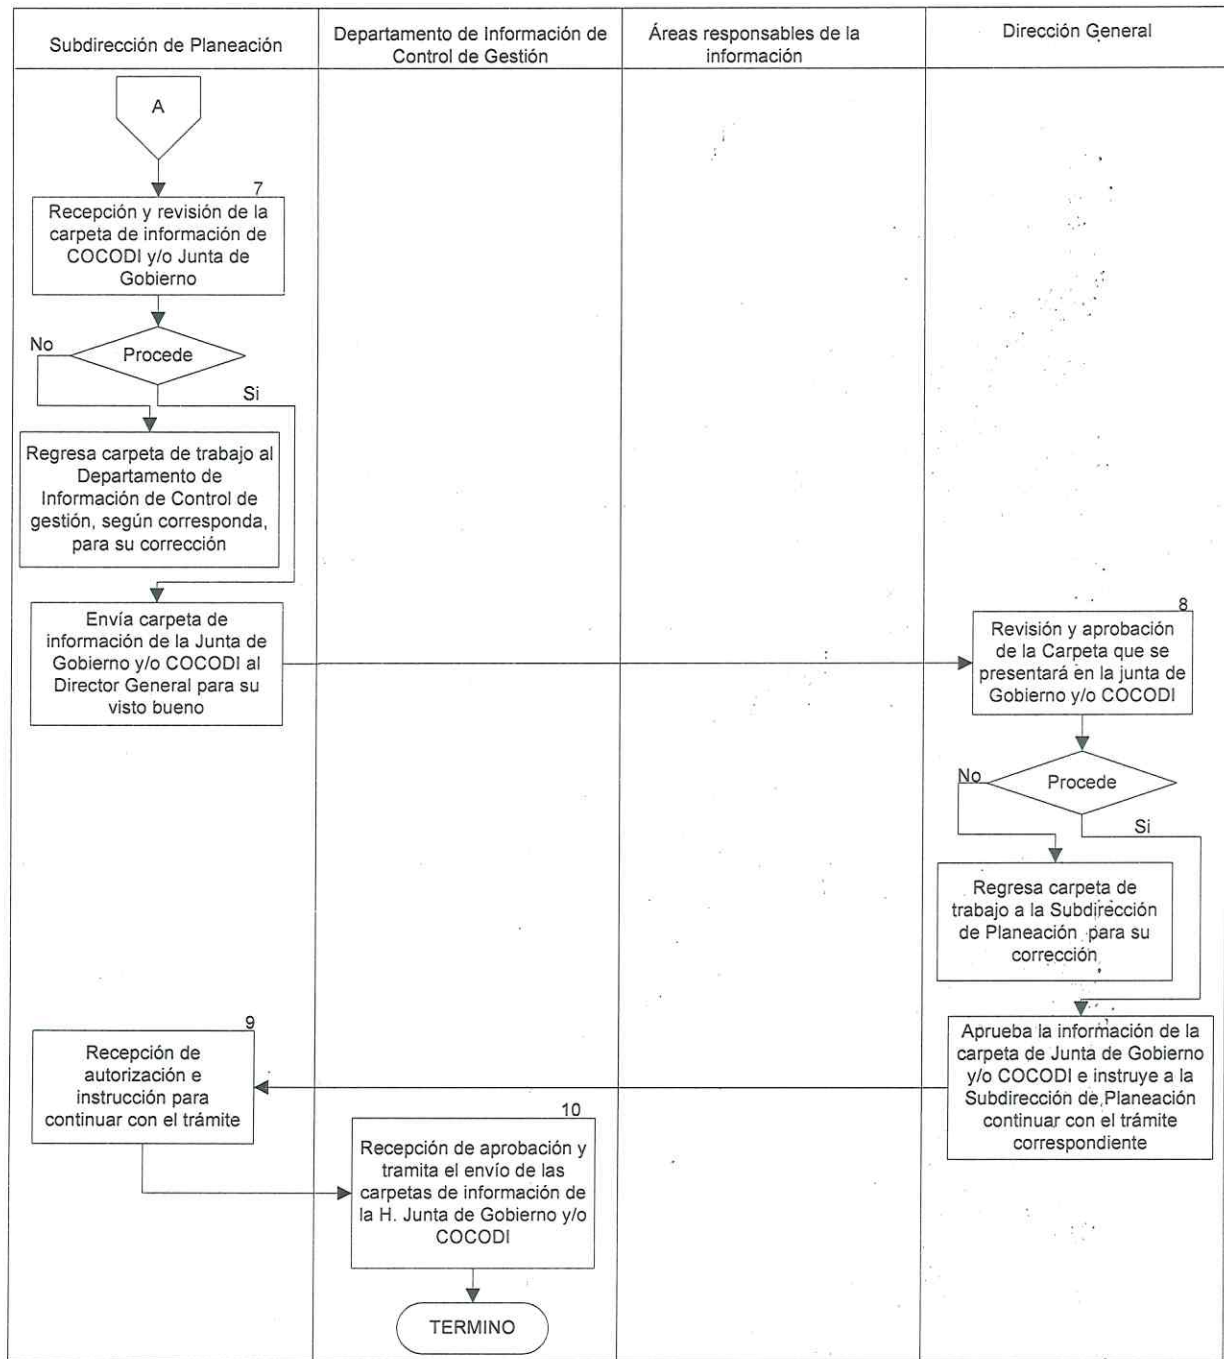 Subdirección de Planeación
Departamento de Información de
Control de Gestión
Áreas responsables de la
información
Dirección General
A
7
Recepción y revisión de la
carpeta de información de
COCODI y/o Junta de
Gobierno
No
Procede
Si
Regresa carpeta de trabajo al
Departamento de
Información de Control de
gestión, según corresponda,
para su corrección
Envía carpeta de
información de la Junta de
Gobierno y/o COCODI al
Director General para su
visto bueno
8
Revisión y aprobación
de la Carpeta que se
presentará en la junta de
Gobierno y/o COCODI
No
Procede
Si
Regresa carpeta de
trabajo a la Subdirección
de Planeación para su
corrección
Aprueba la información de la
carpeta de Junta de Gobierno
y/o COCODI e instruye a la
Subdirección de Planeación
continuar con el trámite
correspondiente
9
Recepción de
autorización e
instrucción para
continuar con el trámite
10
Recepción de aprobación y
tramita el envío de las
carpetas de información de
la H. Junta de Gobierno y/o
COCODI
TERMINO